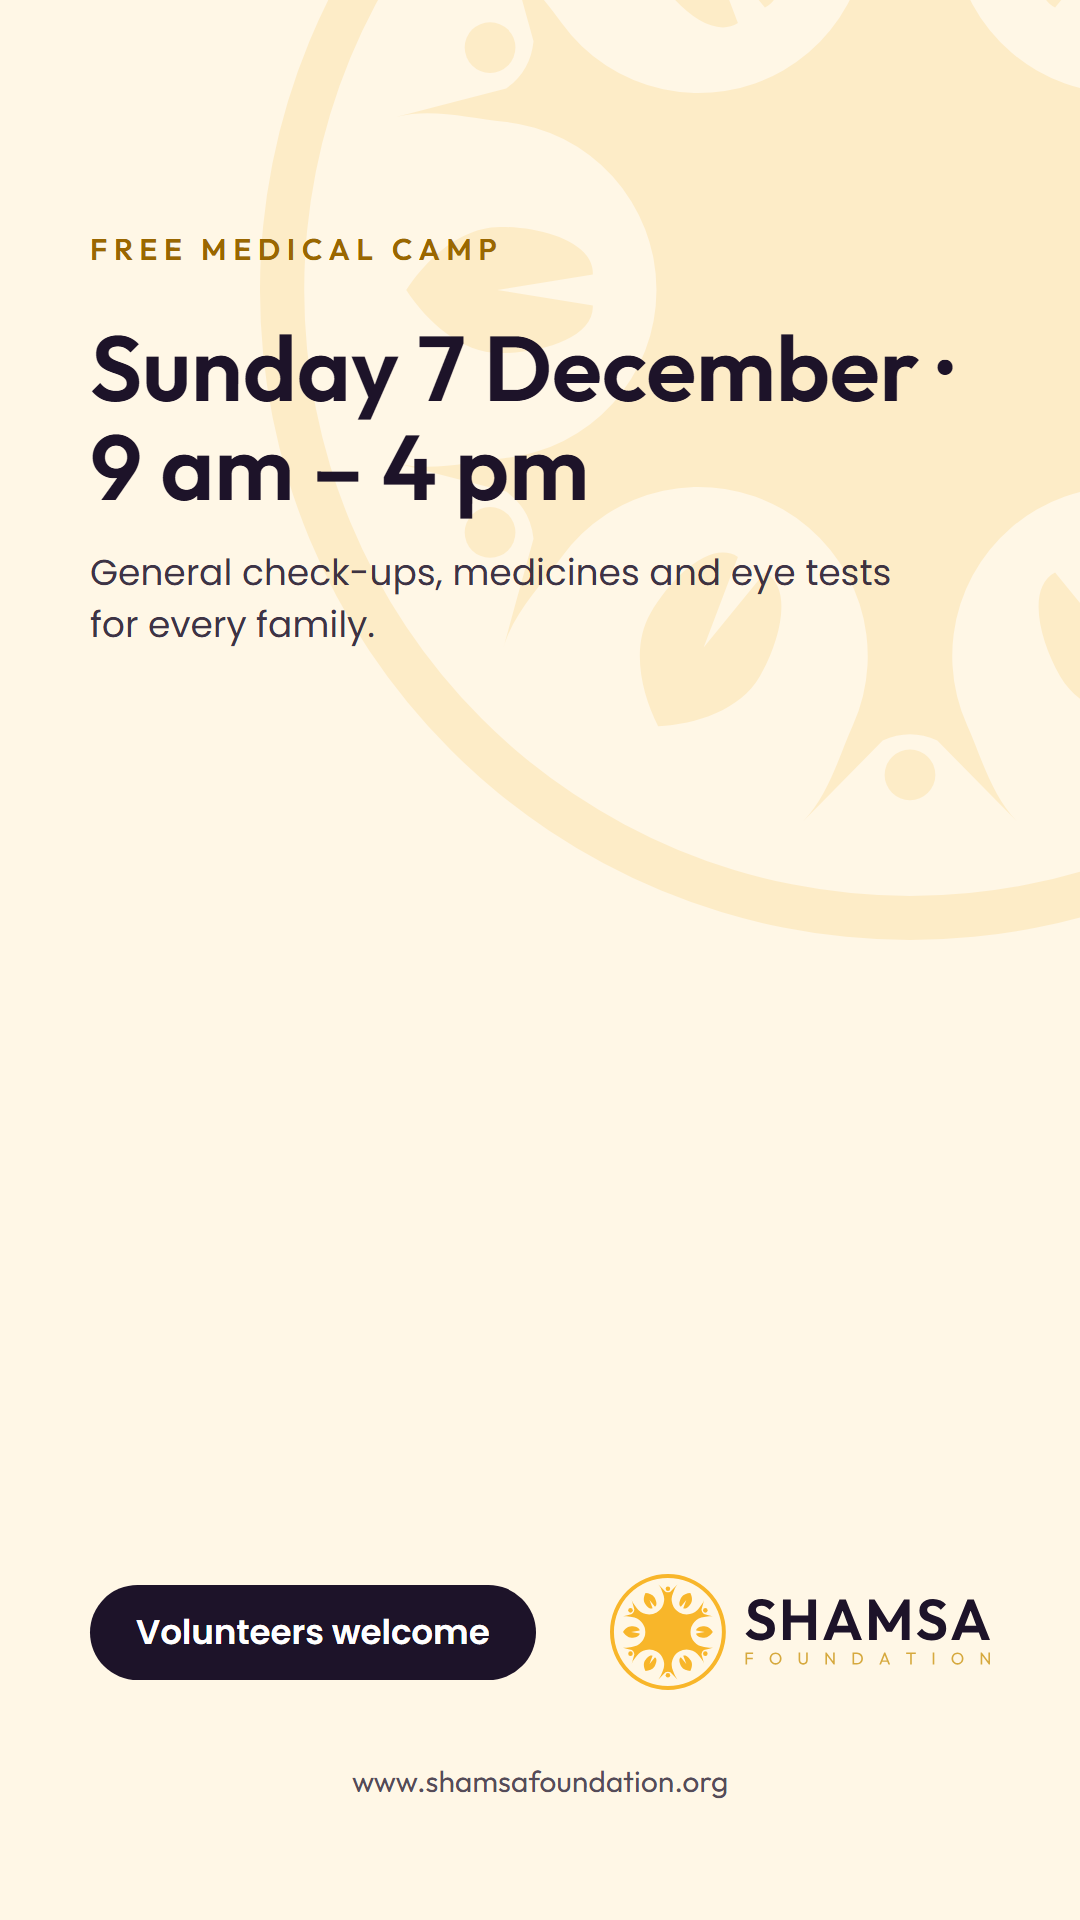 FREE MEDICAL CAMP
Sunday 7 December ·
9 am – 4 pm
General check-ups, medicines and eye tests
for every family.
Volunteers welcome
SHAMSA
FOUNDATION
www.shamsafoundation.org